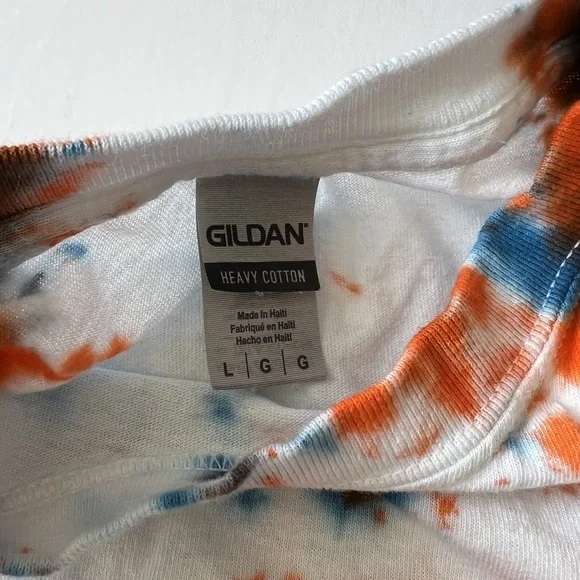 GILDAN®
HEAVY COTTON
Made in Haiti
Fabriqué en Haïti
Hecho en Haití
L | G | G